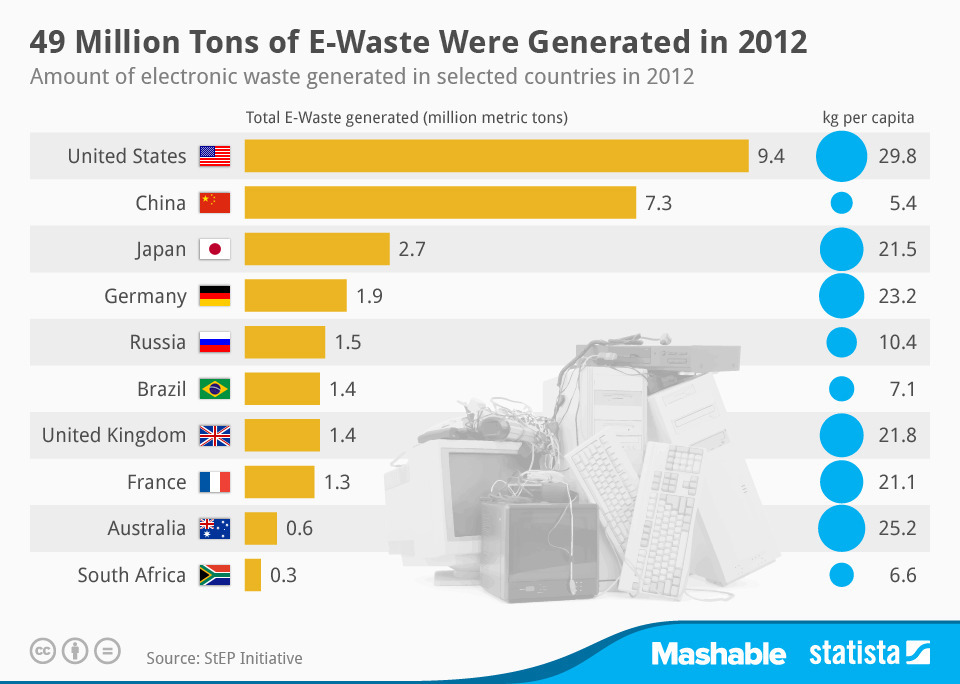 49 Million Tons of E-Waste Were Generated in 2012
Amount of electronic waste generated in selected countries in 2012
Total E-Waste generated (million metric tons) kg per capita
United States 9.4 29.8
China 7.3 5.4
Japan 2.7 21.5
Germany 1.9 23.2
Russia 1.5 10.4
Brazil 1.4 7.1
United Kingdom 1.4 21.8
France 1.3 21.1
Australia 0.6 25.2
South Africa 0.3 6.6
cc Source: StEP Initiative Mashable statista